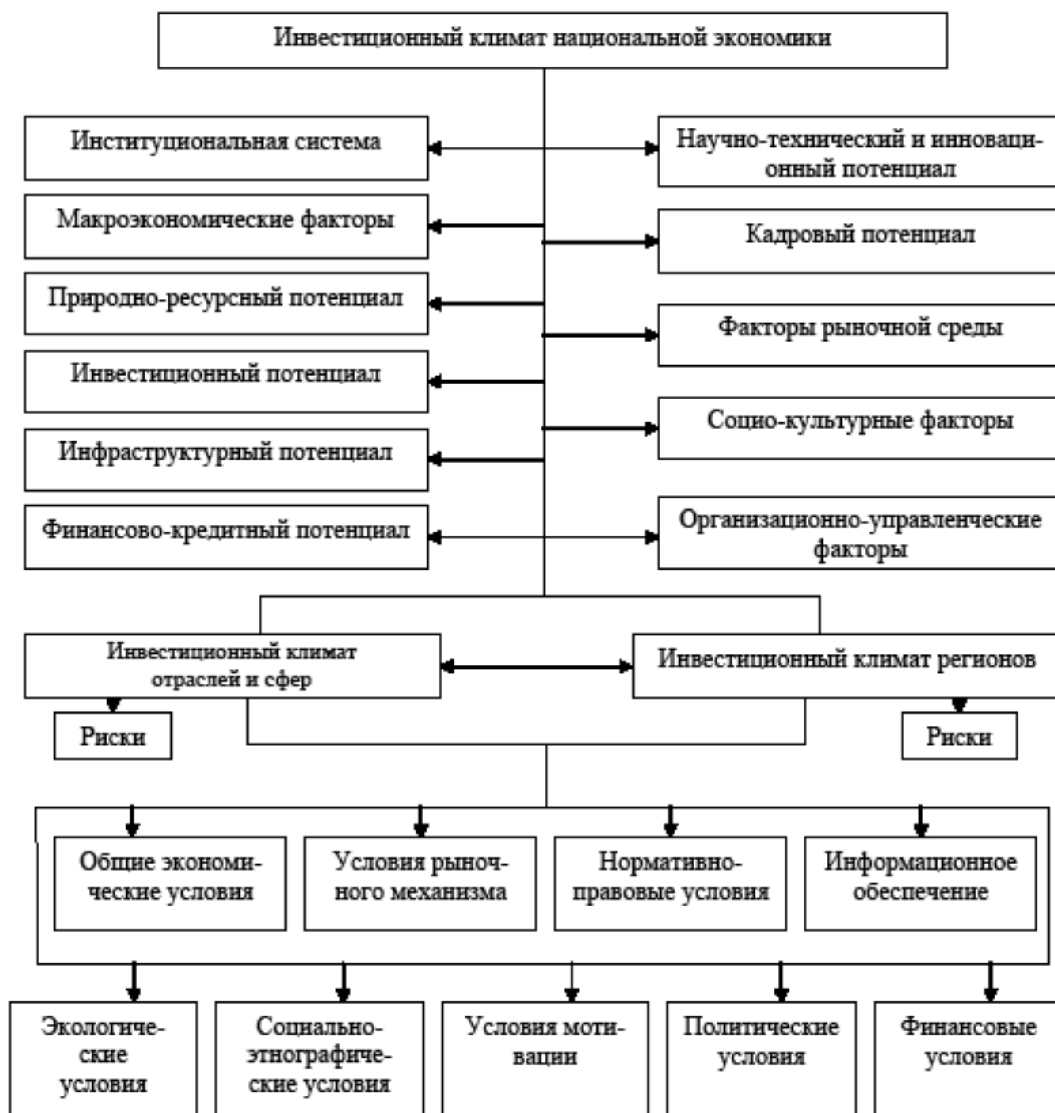 Инвестиционный климат национальной экономики
Институциональная система
Научно-технический и инноваци-
онный потенциал
Макроэкономические факторы
Кадровый потенциал
Природно-ресурсный потенциал
Факторы рыночной среды
Инвестиционный потенциал
Социо-культурные факторы
Инфраструктурный потенциал
Финансово-кредитный потенциал
Организационно-управленческие
факторы
Инвестиционный климат
отраслей и сфер
Инвестиционный климат регионов
Риски
Риски
Общие экономи-
ческие условия
Условия рыноч-
ного механизма
Нормативно-
правовые условия
Информационное
обеспечение
Экологиче-
ские
условия
Социально-
этнографиче-
ские условия
Условия моти-
вации
Политические
условия
Финансовые
условия